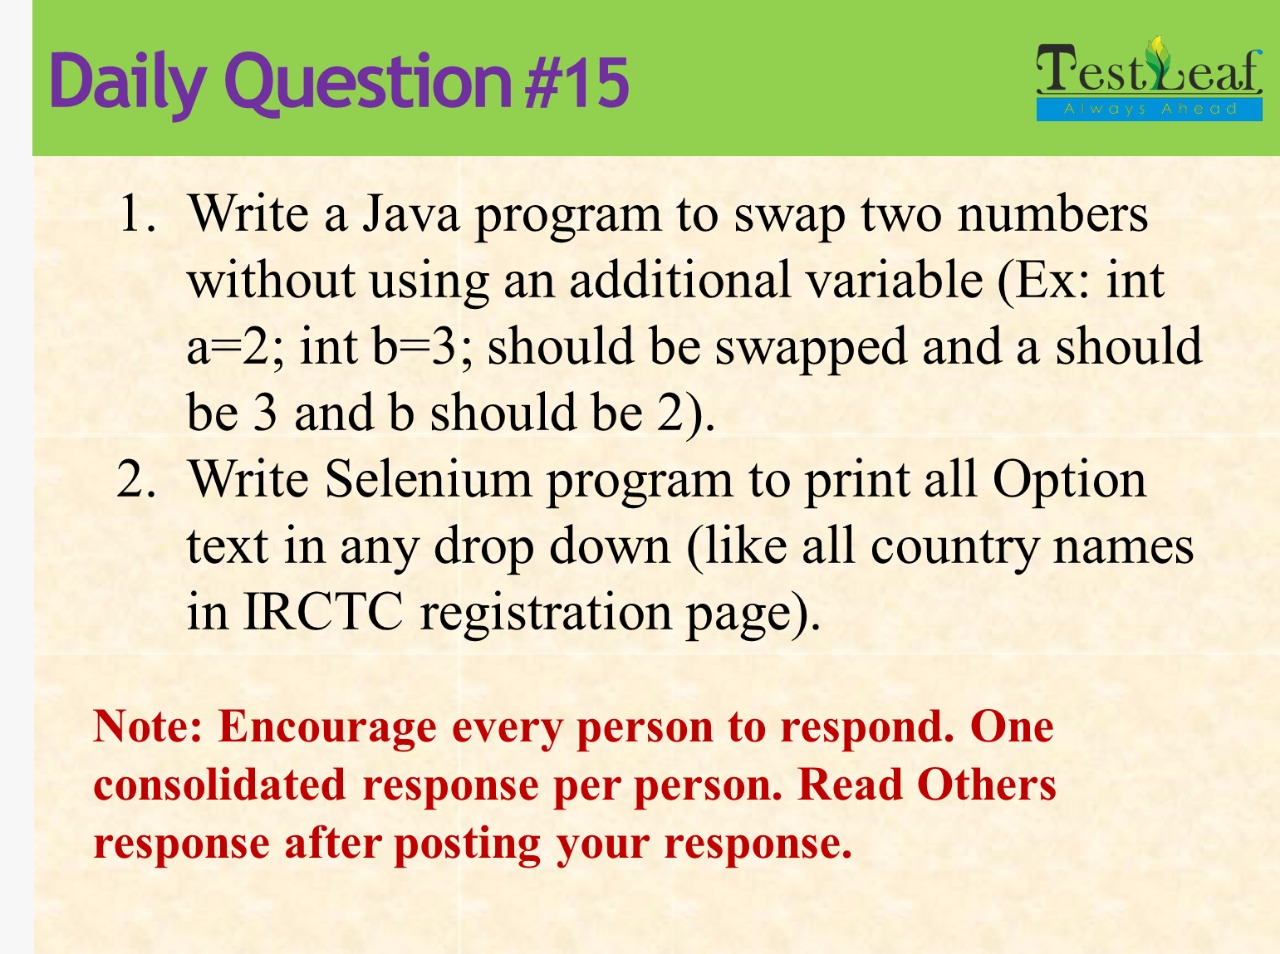 Daily Question #15
TestLeaf
Always Ahead
1. Write a Java program to swap two numbers
without using an additional variable (Ex: int
a=2; int b=3; should be swapped and a should
be 3 and b should be 2).
2. Write Selenium program to print all Option
text in any drop down (like all country names
in IRCTC registration page).
Note: Encourage every person to respond. One
consolidated response per person. Read Others
response after posting your response.